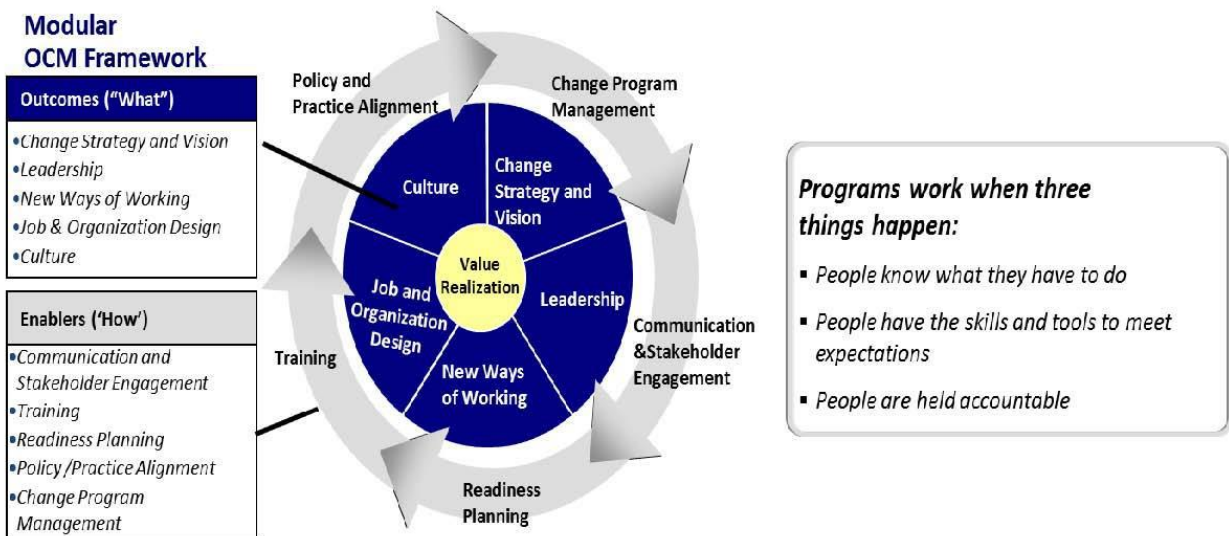 Modular
OCM Framework
Outcomes ("What")
•Change Strategy and Vision
•Leadership
•New Ways of Working
•Job & Organization Design
•Culture
Enablers ('How')
•Communication and
Stakeholder Engagement
•Training
•Readiness Planning
•Policy /Practice Alignment
•Change Program
Management
Policy and
Practice Alignment
Change Program
Management
Culture
Change
Strategy and
Vision
Value
Realization
Job and
Organization
Design
Leadership
New Ways
of Working
Training
Communication
&Stakeholder
Engagement
Readiness
Planning
Programs work when three
things happen:
▪ People know what they have to do
▪ People have the skills and tools to meet
expectations
▪ People are held accountable